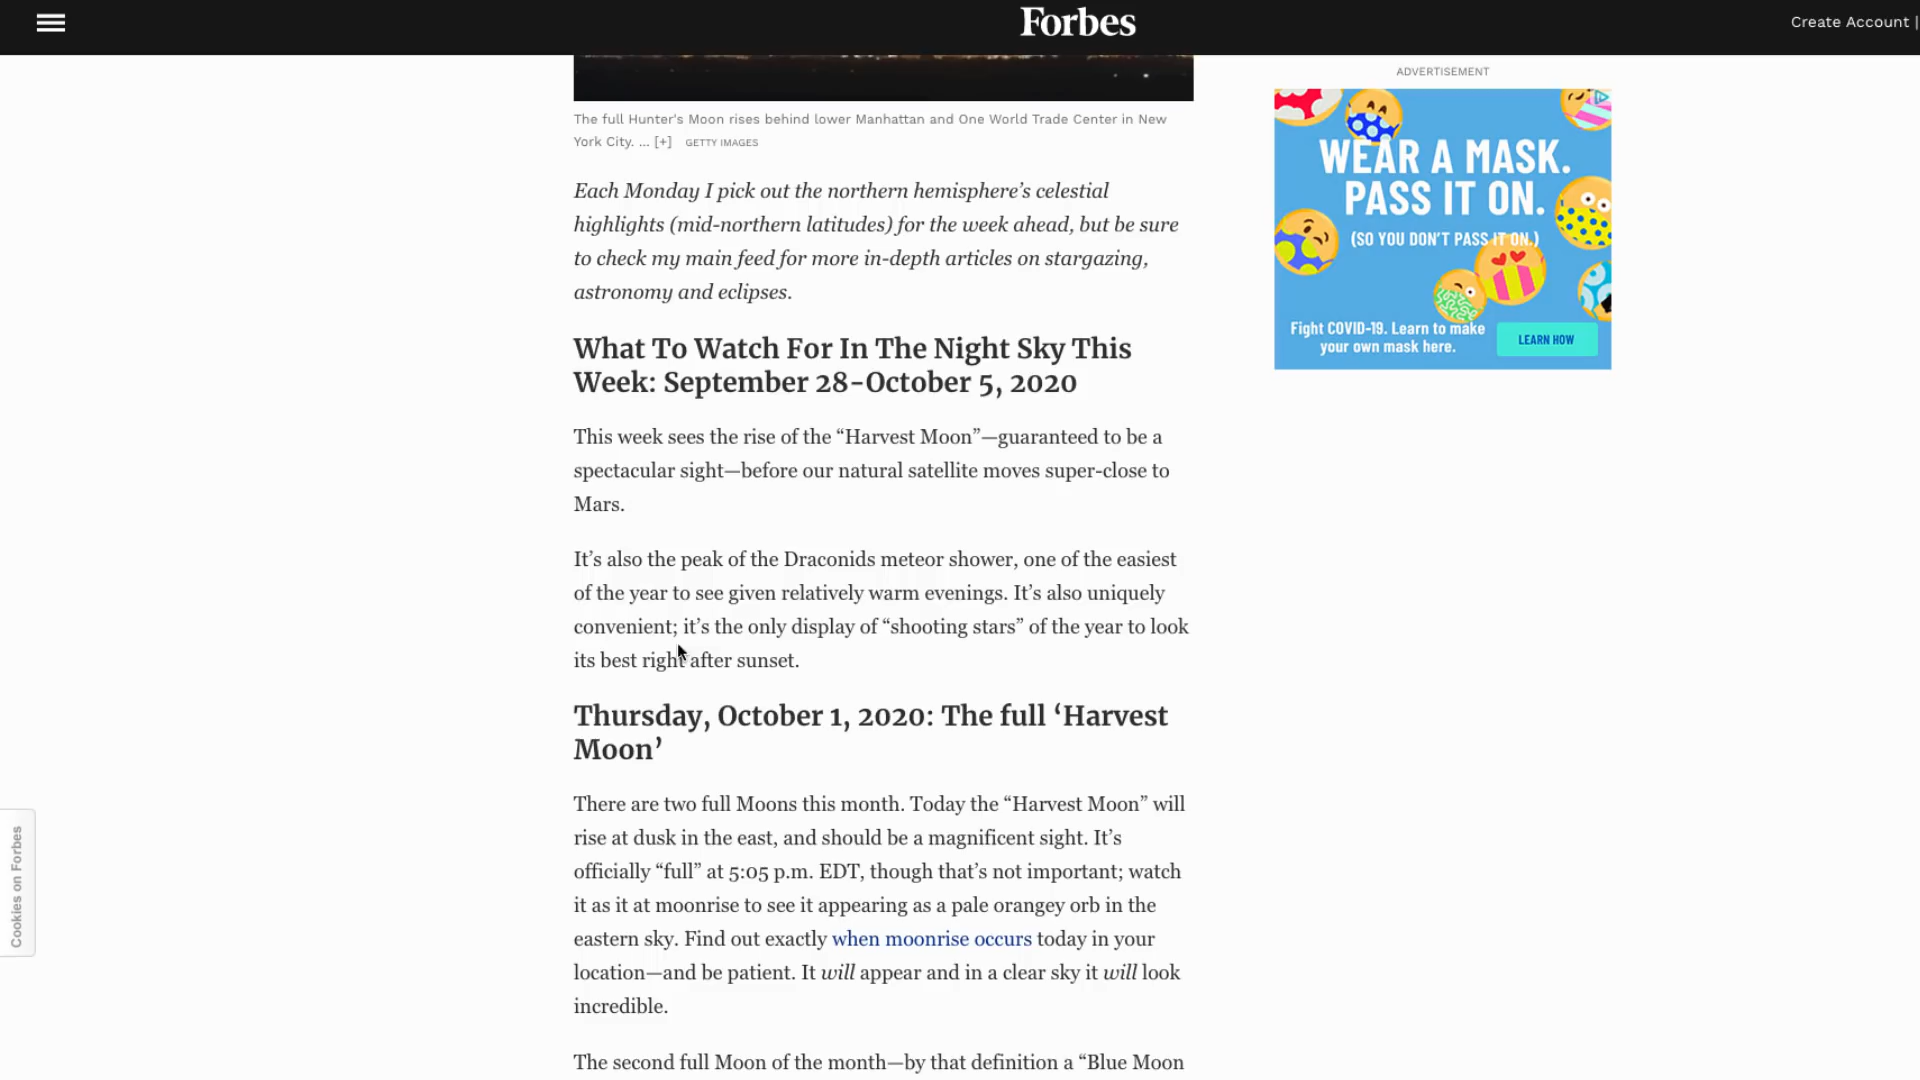 Forbes
Create Account |
ADVERTISEMENT
The full Hunter's Moon rises behind lower Manhattan and One World Trade Center in New
York City. ... [+] GETTY IMAGES
WEAR A MASK.
PASS IT ON.
(SO YOU DON'T PASS IT ON.)
Fight COVID-19. Learn to make
your own mask here.
LEARN HOW
Each Monday I pick out the northern hemisphere’s celestial
highlights (mid-northern latitudes) for the week ahead, but be sure
to check my main feed for more in-depth articles on stargazing,
astronomy and eclipses.
What To Watch For In The Night Sky This
Week: September 28-October 5, 2020
This week sees the rise of the “Harvest Moon”—guaranteed to be a
spectacular sight—before our natural satellite moves super-close to
Mars.
It’s also the peak of the Draconids meteor shower, one of the easiest
of the year to see given relatively warm evenings. It’s also uniquely
convenient; it’s the only display of “shooting stars” of the year to look
its best right after sunset.
Thursday, October 1, 2020: The full ‘Harvest
Moon’
There are two full Moons this month. Today the “Harvest Moon” will
rise at dusk in the east, and should be a magnificent sight. It’s
officially “full” at 5:05 p.m. EDT, though that’s not important; watch
it as it at moonrise to see it appearing as a pale orangey orb in the
eastern sky. Find out exactly when moonrise occurs today in your
location—and be patient. It will appear and in a clear sky it will look
incredible.
The second full Moon of the month—by that definition a “Blue Moon
Cookies on Forbes